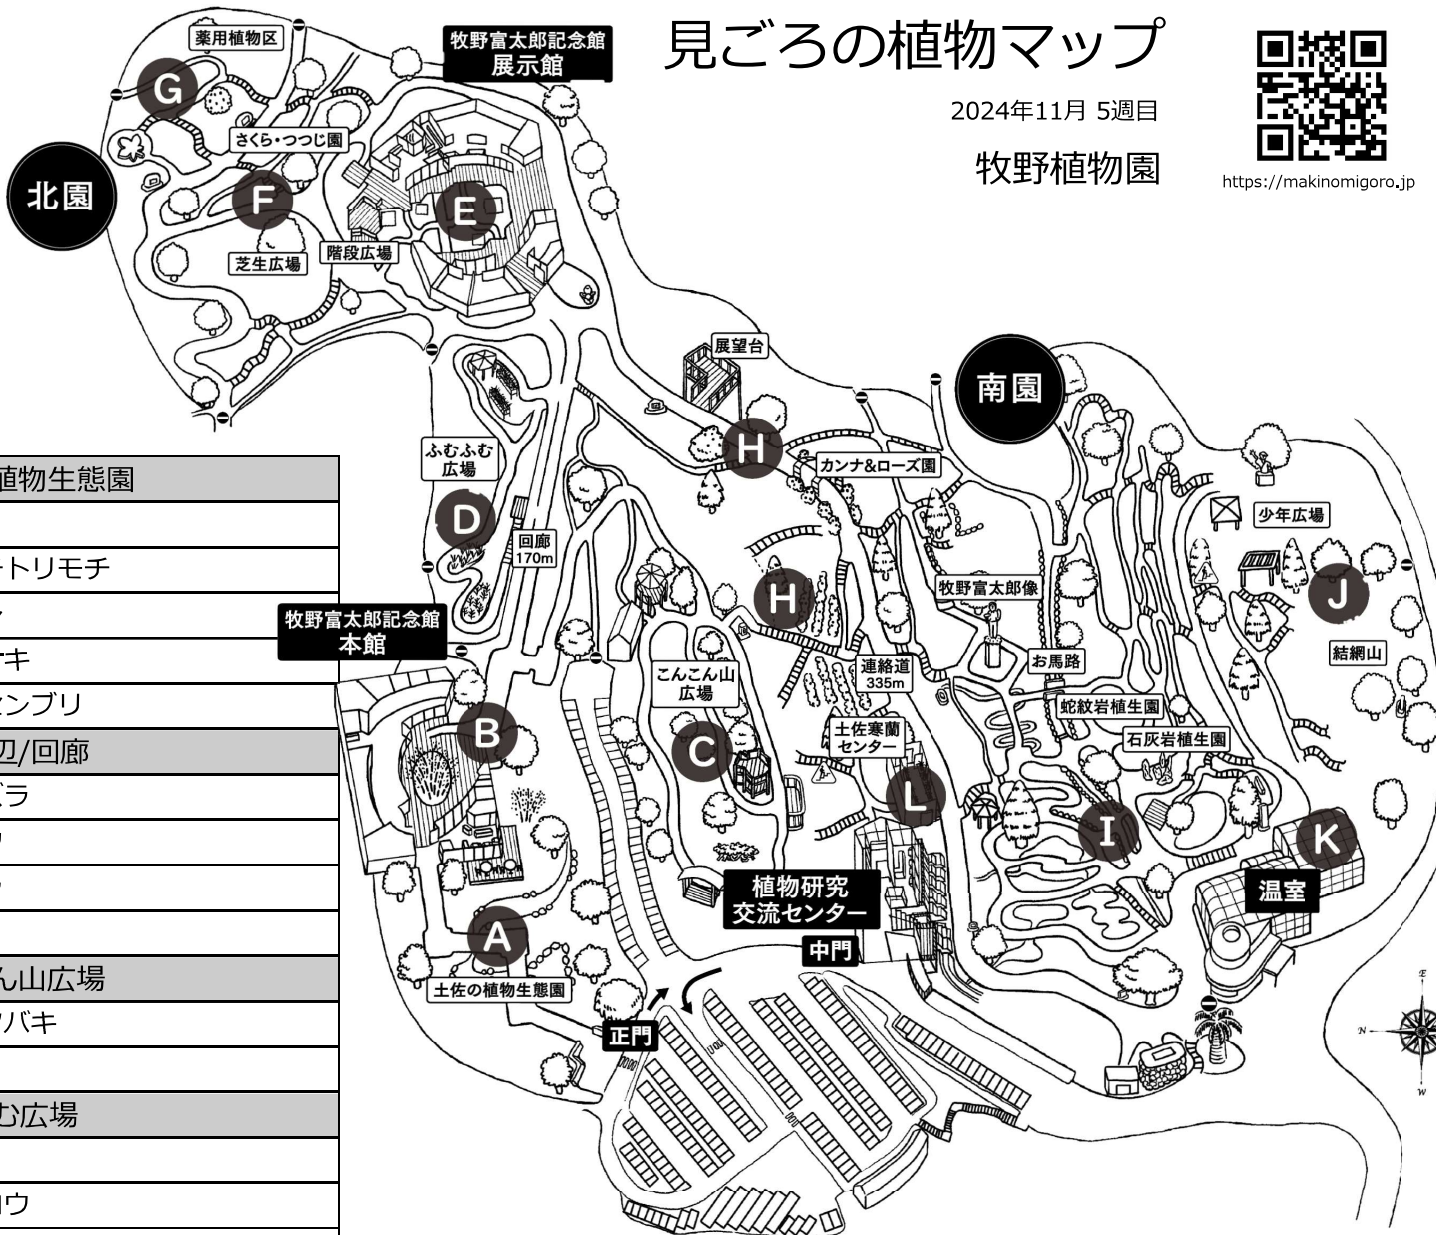 見ごろの植物マップ
2024年11月 5週目
牧野植物園
https://makinomigoro.jp
薬用植物区
牧野富太郎記念館
展示館
G
さくら・つつじ園
北園
F
E
階段広場
芝生広場
展望台
南園
ふむふむ
広場
H
カンナ&ローズ園
D
回廊
170m
少年広場
牧野富太郎像
H
J
牧野富太郎記念館
本館
こんこん山
広場
連絡道
335m
お馬路
結網山
蛇紋岩植生園
B
C
土佐寒蘭
センター
石灰岩植生園
L
I
K
植物研究
交流センター
温室
A
中門
土佐の植物生態園
正門
E
N
S
W
植物生態園
トリモチ
キ
センブリ
辺/回廊
ズラ
ん山広場
ツバキ
む広場
ョウ